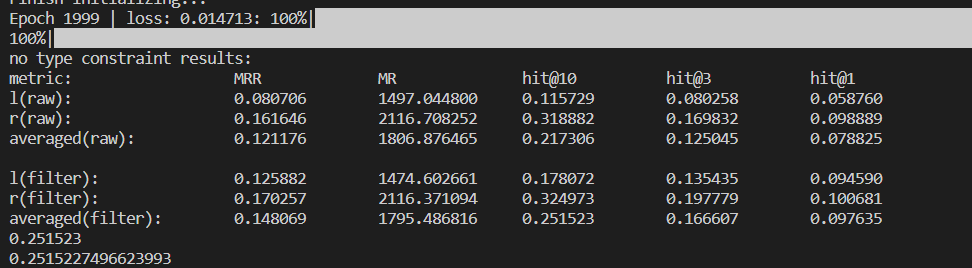 Finish initializing...
Epoch 1999 | loss: 0.014713: 100%|
100%|
no type constraint results:
metric: MRR MR hit@10 hit@3 hit@1
l(raw): 0.080706 1497.044800 0.115729 0.080258 0.058760
r(raw): 0.161646 2116.708252 0.318882 0.169832 0.098889
averaged(raw): 0.121176 1806.876465 0.217306 0.125045 0.078825
l(filter): 0.125882 1474.602661 0.178072 0.135435 0.094590
r(filter): 0.170257 2116.371094 0.324973 0.197779 0.100681
averaged(filter): 0.148069 1795.486816 0.251523 0.166607 0.097635
0.251523
0.2515227496623993